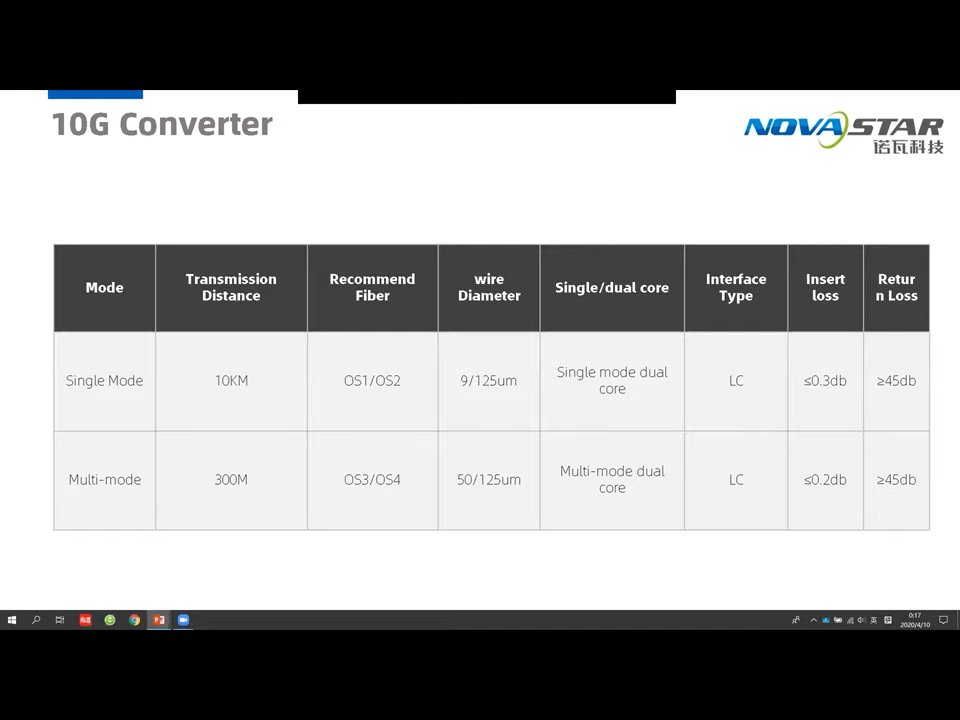 10G Converter
NOVASTAR
诺瓦科技
Mode
Transmission
Distance
Recommend
Fiber
wire
Diameter
Single/dual core
Interface
Type
Insert
loss
Retur
n Loss
Single Mode
10KM
OS1/OS2
9/125um
Single mode dual
core
LC
≤0.3db
≥45db
Multi-mode
300M
OS3/OS4
50/125um
Multi-mode dual
core
LC
≤0.2db
≥45db
英
0:17
2020/4/10